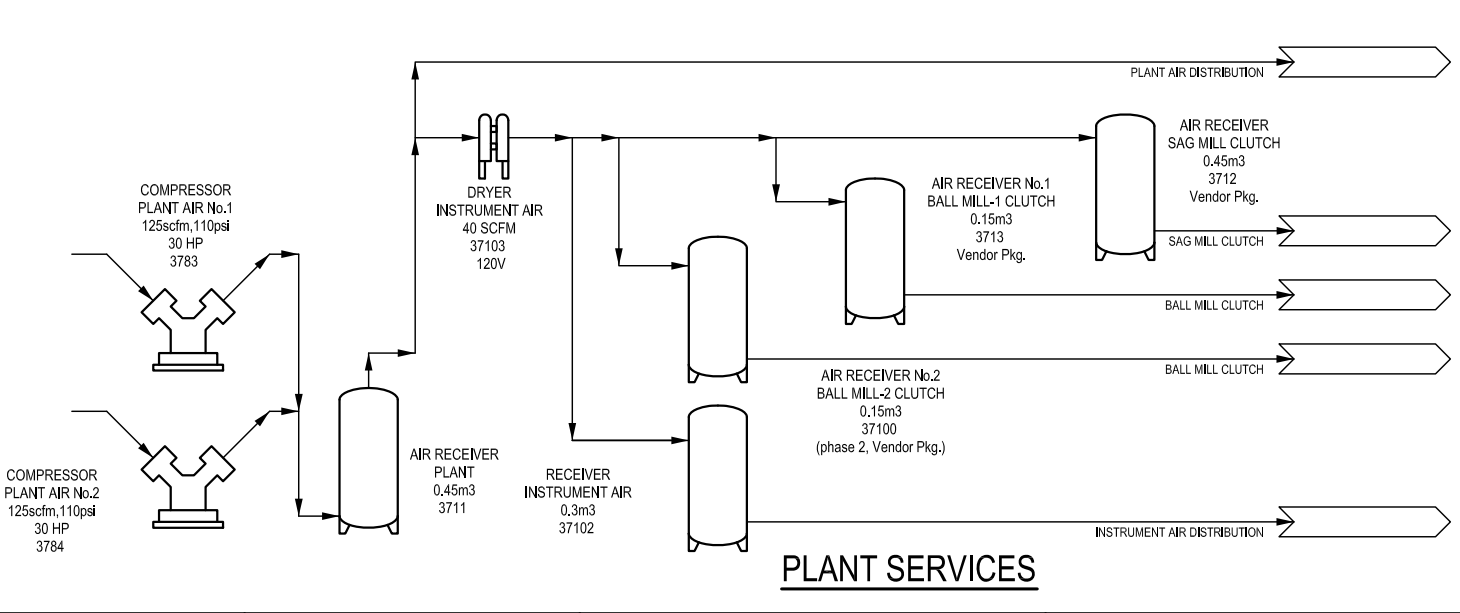 PLANT AIR DISTRIBUTION
AIR RECEIVER
SAG MILL CLUTCH
0.45m3
3712
Vendor Pkg.
COMPRESSOR
PLANT AIR No.1
125scfm,110psi
30 HP
3783
DRYER
INSTRUMENT AIR
40 SCFM
37103
120V
AIR RECEIVER No.1
BALL MILL-1 CLUTCH
0.15m3
3713
Vendor Pkg.
SAG MILL CLUTCH
BALL MILL CLUTCH
BALL MILL CLUTCH
AIR RECEIVER No.2
BALL MILL-2 CLUTCH
0.15m3
37100
(phase 2, Vendor Pkg.)
COMPRESSOR
PLANT AIR No.2
125scfm,110psi
30 HP
3784
AIR RECEIVER
PLANT
0.45m3
3711
RECEIVER
INSTRUMENT AIR
0.3m3
37102
INSTRUMENT AIR DISTRIBUTION
PLANT SERVICES